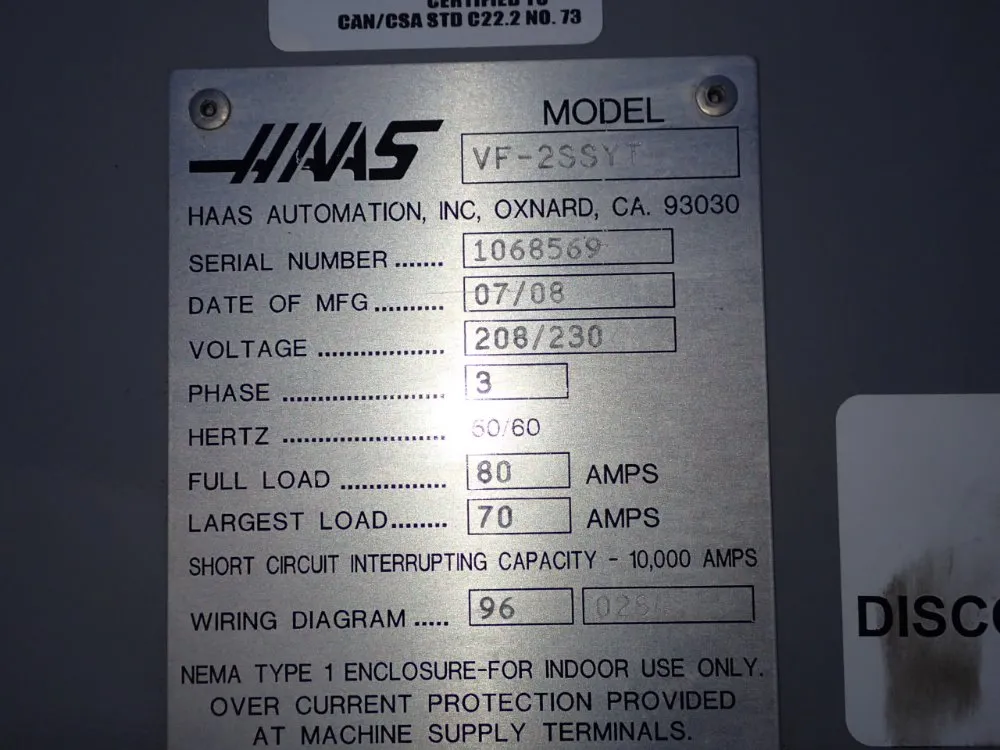 CERTIFIED TO
CAN/CSA STD C22.2 NO. 73
HAAS
MODEL
VF-2SSYT
HAAS AUTOMATION, INC, OXNARD, CA. 93030
SERIAL NUMBER ....... 1068569
DATE OF MFG .......... 07/08
VOLTAGE ................... 208/230
PHASE ........................ 3
HERTZ ........................ 50/60
FULL LOAD ................ 80 AMPS
LARGEST LOAD ........ 70 AMPS
SHORT CIRCUIT INTERRUPTING CAPACITY - 10,000 AMPS
WIRING DIAGRAM ..... 96
NEMA TYPE 1 ENCLOSURE-FOR INDOOR USE ONLY.
OVER CURRENT PROTECTION PROVIDED
AT MACHINE SUPPLY TERMINALS.